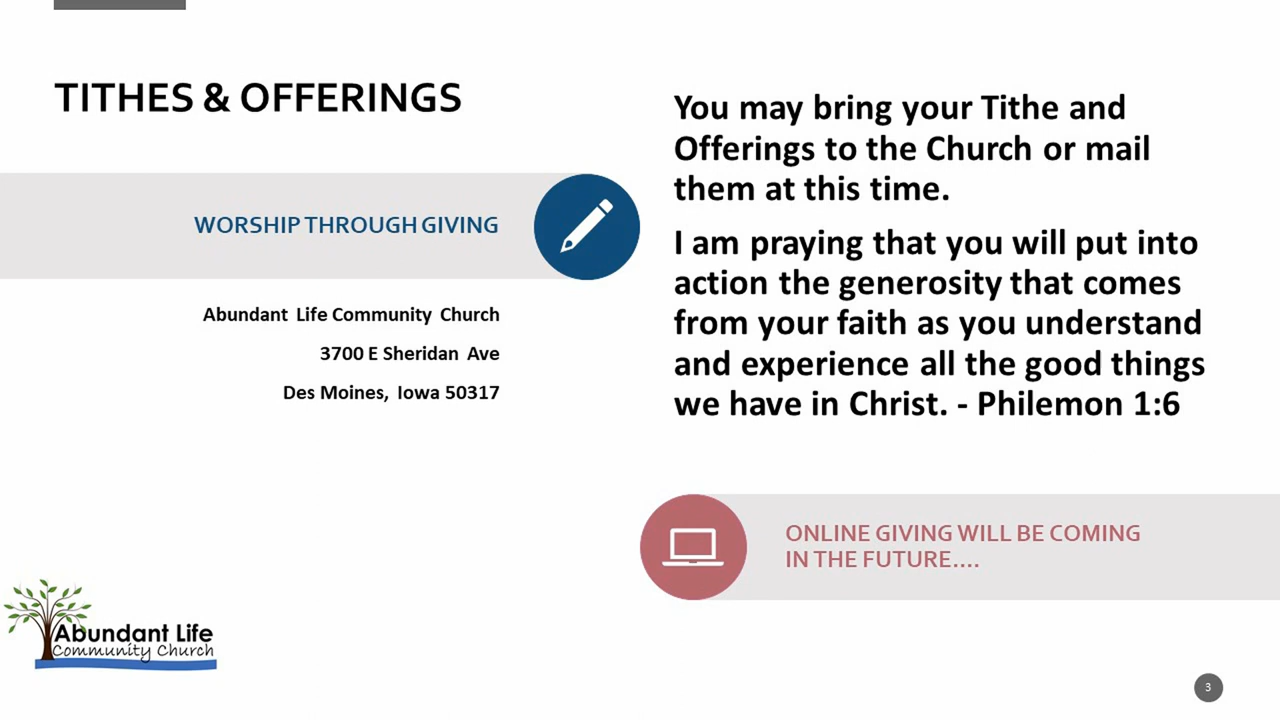 TITHES & OFFERINGS
WORSHIP THROUGH GIVING
Abundant Life Community Church
3700 E Sheridan Ave
Des Moines, Iowa 50317
You may bring your Tithe and
Offerings to the Church or mail
them at this time.
I am praying that you will put into
action the generosity that comes
from your faith as you understand
and experience all the good things
we have in Christ. - Philemon 1:6
ONLINE GIVING WILL BE COMING
IN THE FUTURE....
Abundant Life
Community Church
3